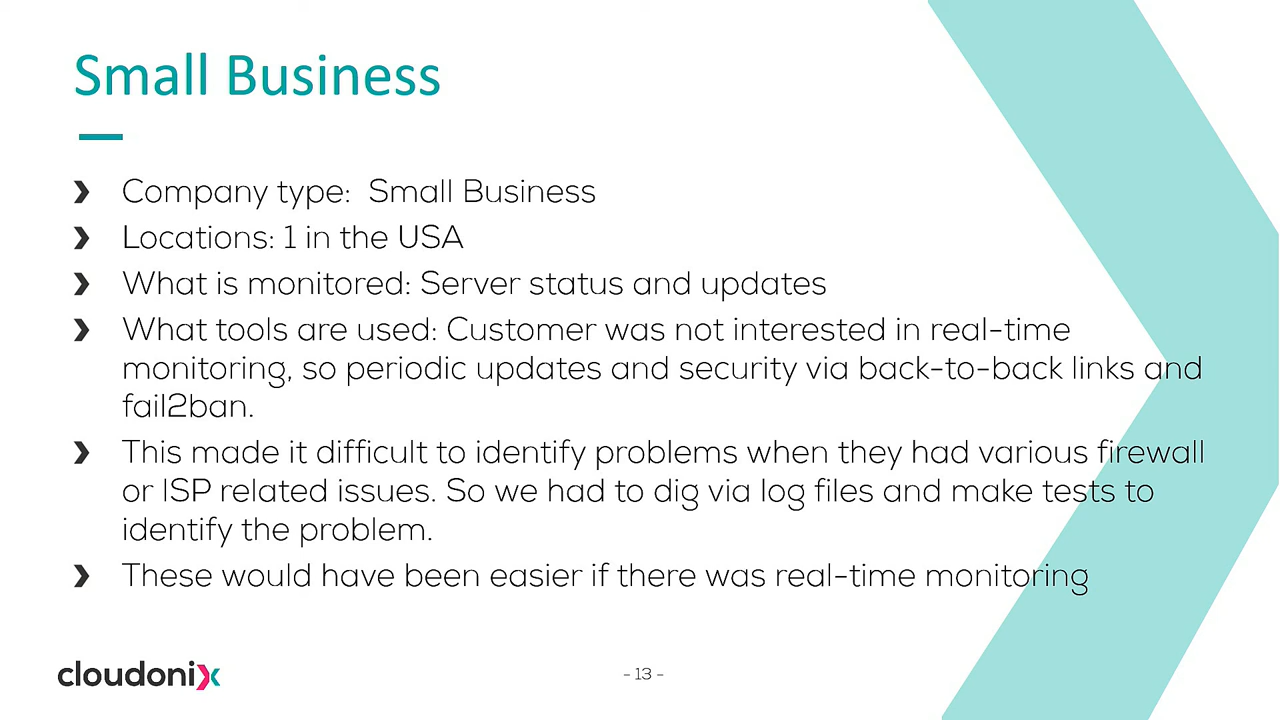 Small Business
Company type:  Small Business
Locations: 1 in the USA
What is monitored: Server status and updates
What tools are used: Customer was not interested in real-time
monitoring, so periodic updates and security via back-to-back links and
fail2ban.
This made it difficult to identify problems when they had various firewall
or ISP related issues. So we had to dig via log files and make tests to
identify the problem.
These would have been easier if there was real-time monitoring
cloudonix
- 13 -